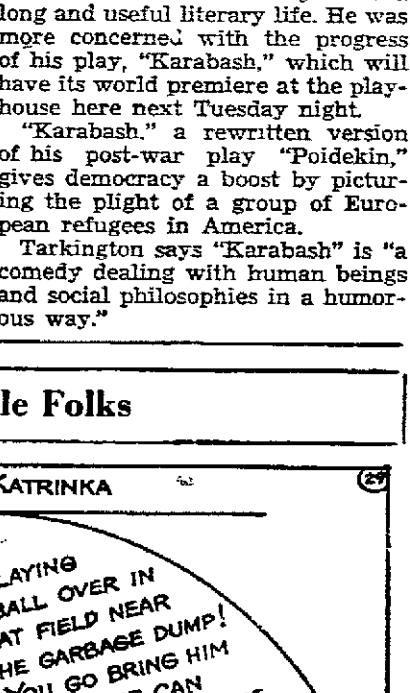 long and useful literary life. He was
more concerned with the progress
of his play, "Karabash," which will
have its world premiere at the play-
house here next Tuesday night.
"Karabash," a rewritten version
of his post-war play "Poidekin,"
gives democracy a boost by pictur-
ing the plight of a group of Euro-
pean refugees in America.
Tarkington says "Karabash" is "a
comedy dealing with human beings
and social philosophies in a humor-
ous way."
le Folks
KATRINKA
29
LAYING
BALL OVER IN
AT FIELD NEAR
HE GARBAGE DUMP!
YOU GO BRING HIM
CAN